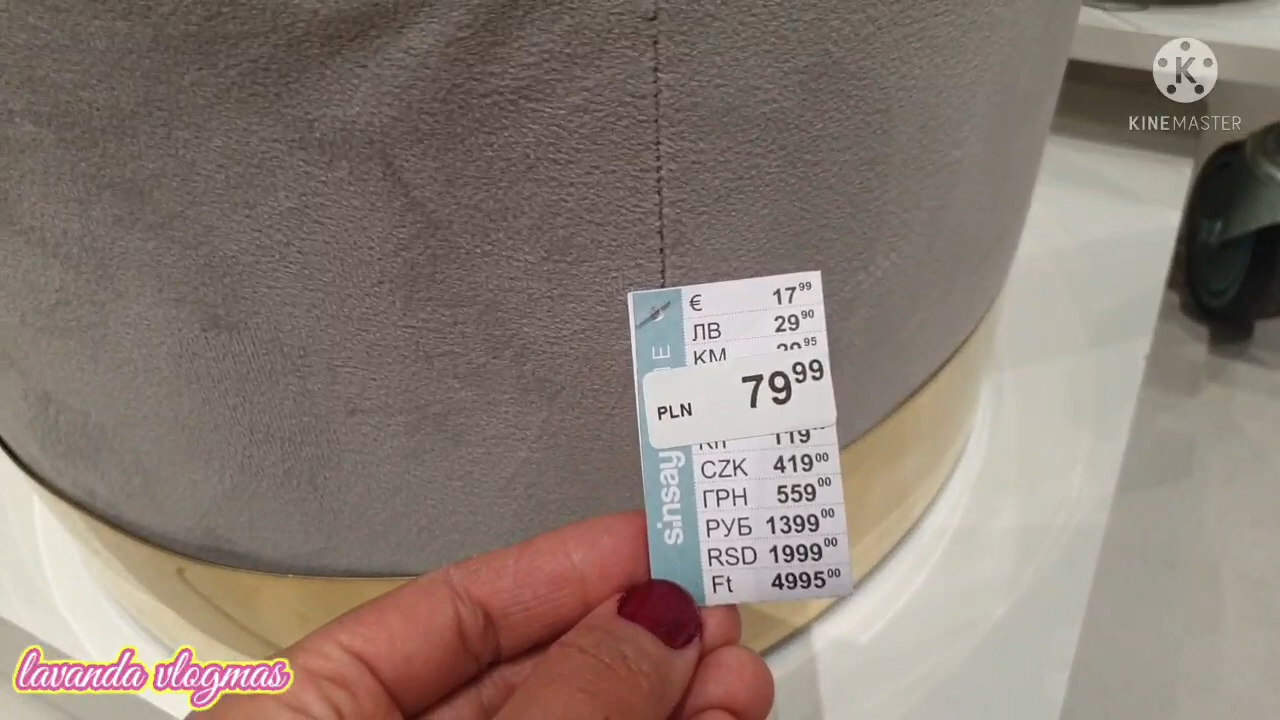 KINEMASTER
€ 17⁹⁹
ЛВ 29⁹⁰
KM 29⁹⁵
PLN 79⁹⁹
CZK 419⁰⁰
ГРН 559⁰⁰
РУБ 1399⁰⁰
RSD 1999⁰⁰
Ft 4995⁰⁰
sinsay
lavanda vlogmas